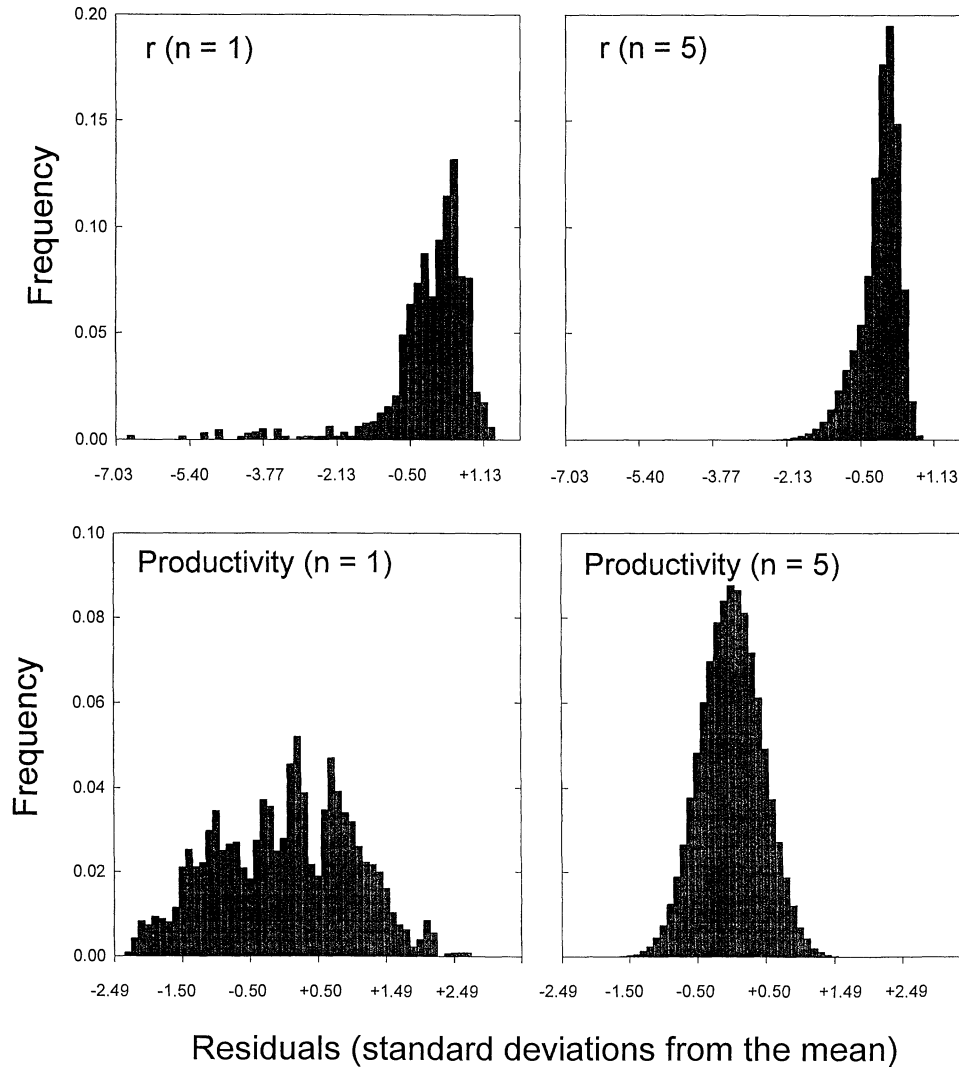 r (n = 1)
r (n = 5)
Frequency
0.20
0.15
0.10
0.05
0.00
-7.03 -5.40 -3.77 -2.13 -0.50 +1.13
-7.03 -5.40 -3.77 -2.13 -0.50 +1.13
Productivity (n = 1)
Productivity (n = 5)
Frequency
0.10
0.08
0.06
0.04
0.02
0.00
-2.49 -1.50 -0.50 +0.50 +1.49 +2.49
-2.49 -1.50 -0.50 +0.50 +1.49 +2.49
Residuals (standard deviations from the mean)